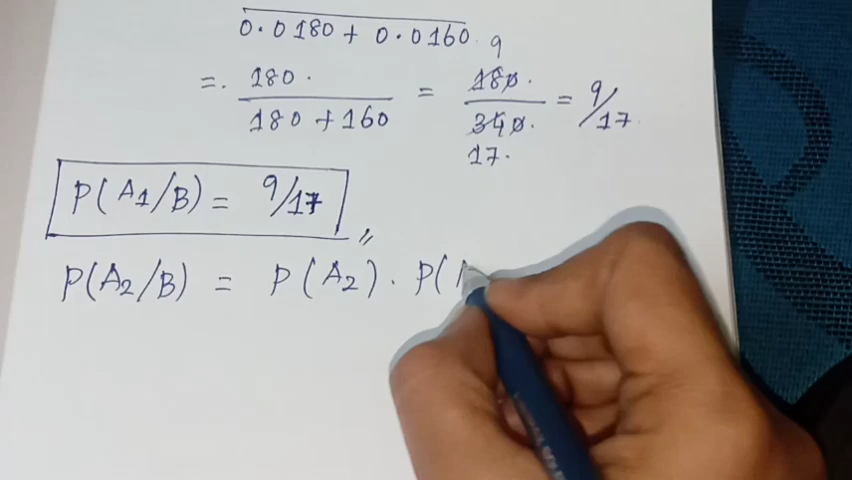 0.0180 + 0.0160
= 180 / 180 + 160 = 180 9 / 340 17 = 9/17
P(A1/B) = 9/17
P(A2/B) = P(A2) . P(